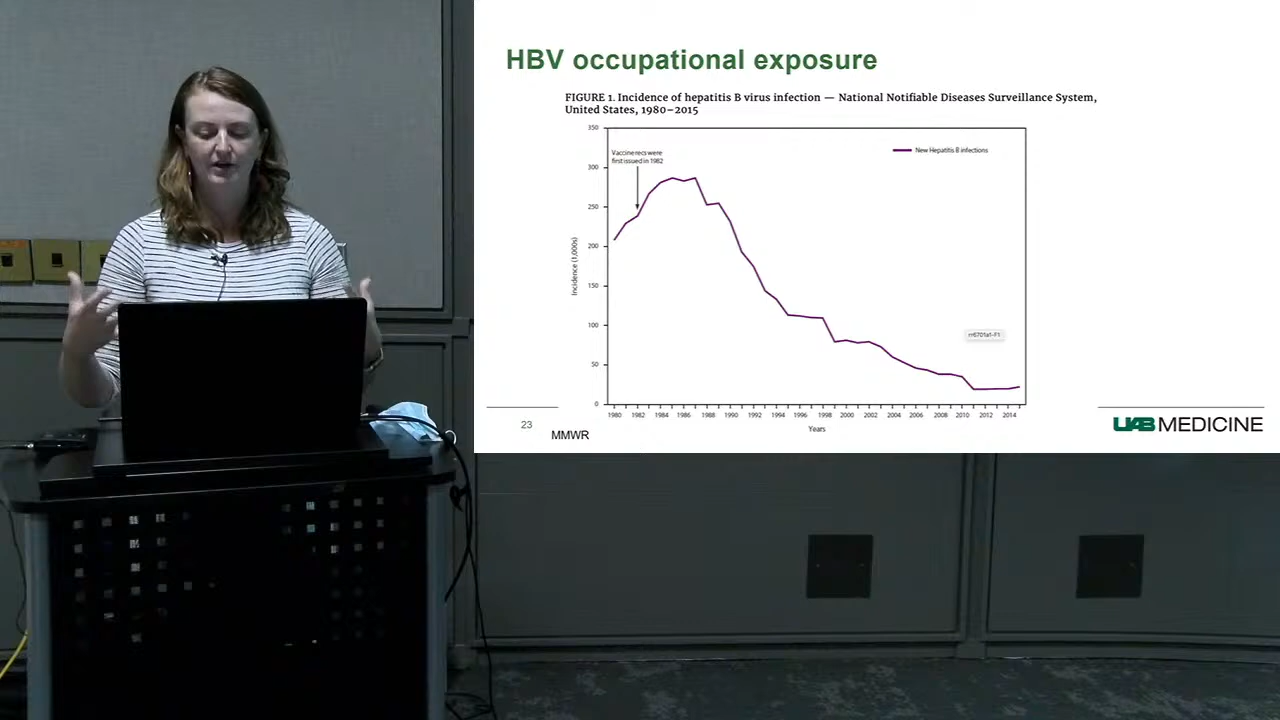 HBV occupational exposure
FIGURE 1. Incidence of hepatitis B virus infection — National Notifiable Diseases Surveillance System,
United States, 1980–2015
350
300
250
200
150
100
50
0
Incidence (1,000s)
Vaccine recs were
first issued in 1982
New Hepatitis B infections
rr6701a1-F1
1980 1982 1984 1986 1988 1990 1992 1994 1996 1998 2000 2002 2004 2006 2008 2010 2012 2014
Years
23
MMWR
UAB MEDICINE